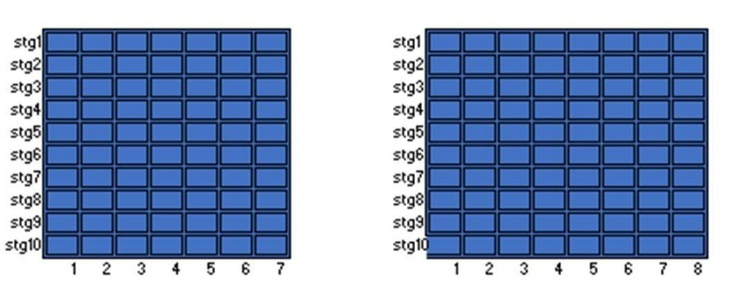 stg1 stg1
stg2 stg2
stg3 stg3
stg4 stg4
stg5 stg5
stg6 stg6
stg7 stg7
stg8 stg8
stg9 stg9
stg10 stg10
1 2 3 4 5 6 7 1 2 3 4 5 6 7 8